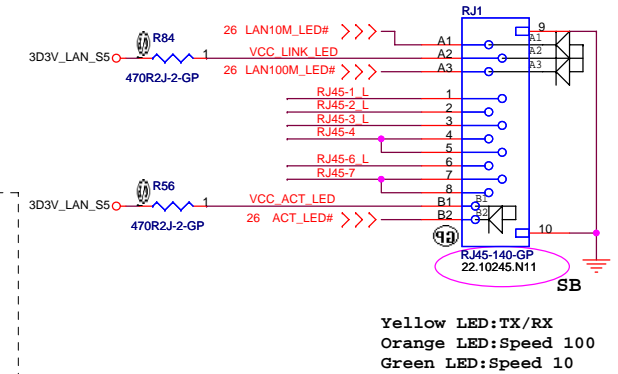 RJ1
R84
26 LAN10M_LED#
9
3D3V_LAN_S5
1
VCC_LINK_LED
A1
A1
A2
A2
470R2J-2-GP
26 LAN100M_LED#
A3
A3
RJ45-1_L
1
RJ45-2_L
2
RJ45-3_L
3
RJ45-4
4
5
RJ45-6_L
6
RJ45-7
7
8
R56
3D3V_LAN_S5
1
VCC_ACT_LED
B1
B1
470R2J-2-GP
26 ACT_LED#
B2
B2
GP
10
RJ45-140-GP
22.10245.N11
SB
Yellow LED:TX/RX
Orange LED:Speed 100
Green LED:Speed 10